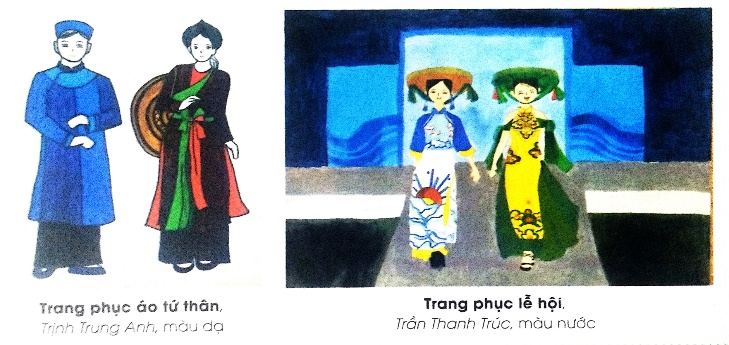 Trang phục áo tứ thân,
Trịnh Trung Anh, màu dạ
Trang phục lễ hội,
Trần Thanh Trúc, màu nước